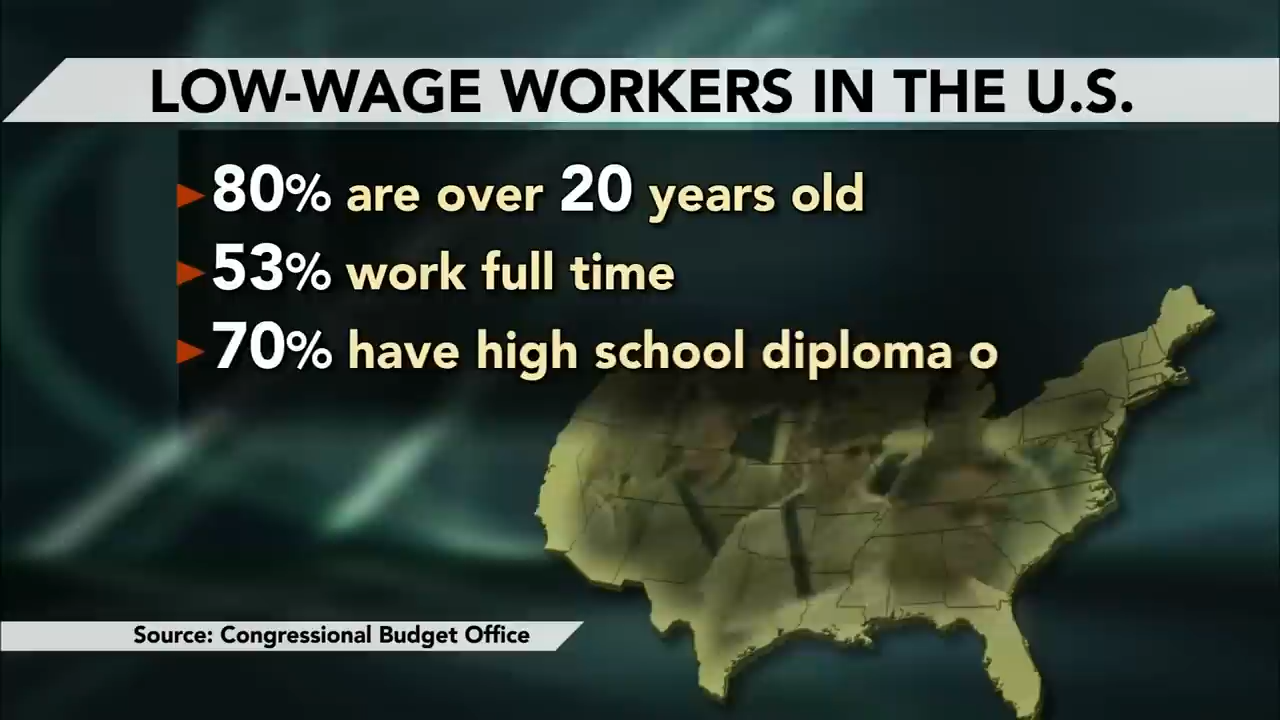 LOW-WAGE WORKERS IN THE U.S.
80% are over 20 years old
53% work full time
70% have high school diploma o
Source: Congressional Budget Office